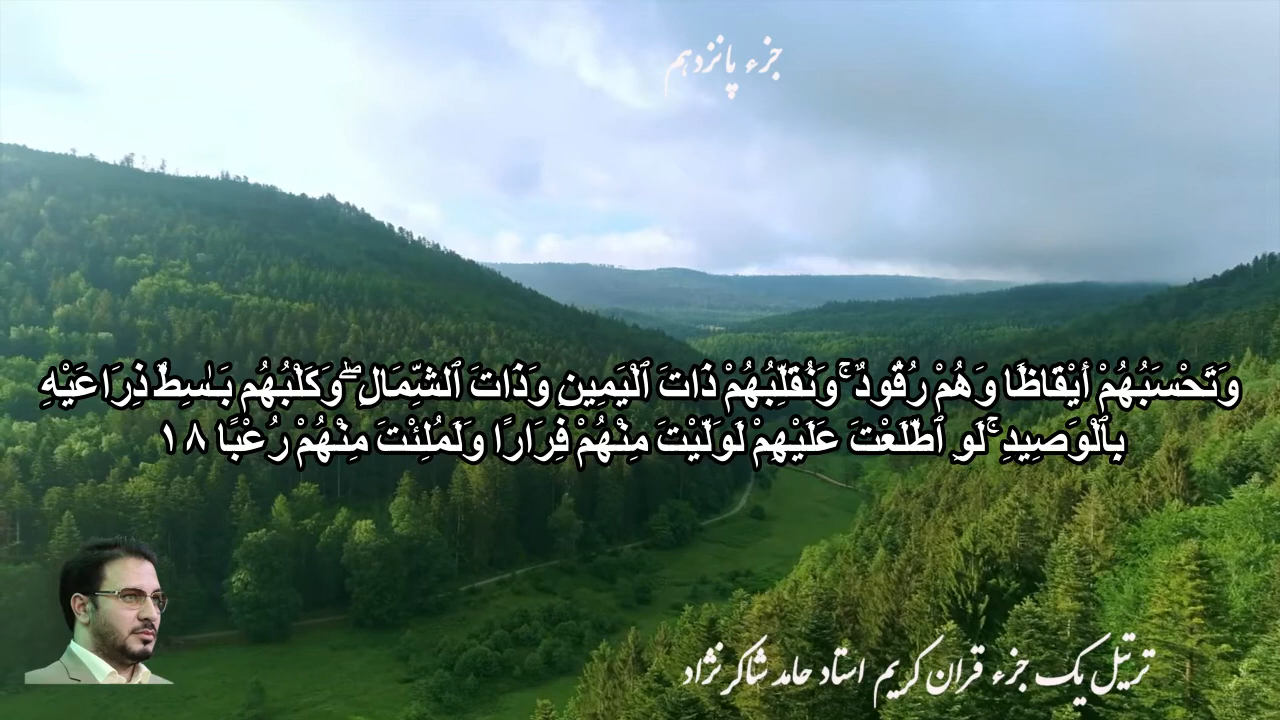 جزء پانزدهم
وَتَحْسَبُهُمْ أَيْقَاظًا وَهُمْ رُقُودٌ ۚ وَنُقَلِّبُهُمْ ذَاتَ ٱلْيَمِينِ وَذَاتَ ٱلشِّمَالِ ۖ وَكَلْبُهُم بَـٰسِطٌ ذِرَاعَيْهِ
بِٱلْوَصِيدِ ۚ لَوِ ٱطَّلَعْتَ عَلَيْهِمْ لَوَلَّيْتَ مِنْهُمْ فِرَارًا وَلَمُلِئْتَ مِنْهُمْ رُعْبًا ١٨
ترتیل یک جزء قران کریم استاد حامد شاکرنژاد